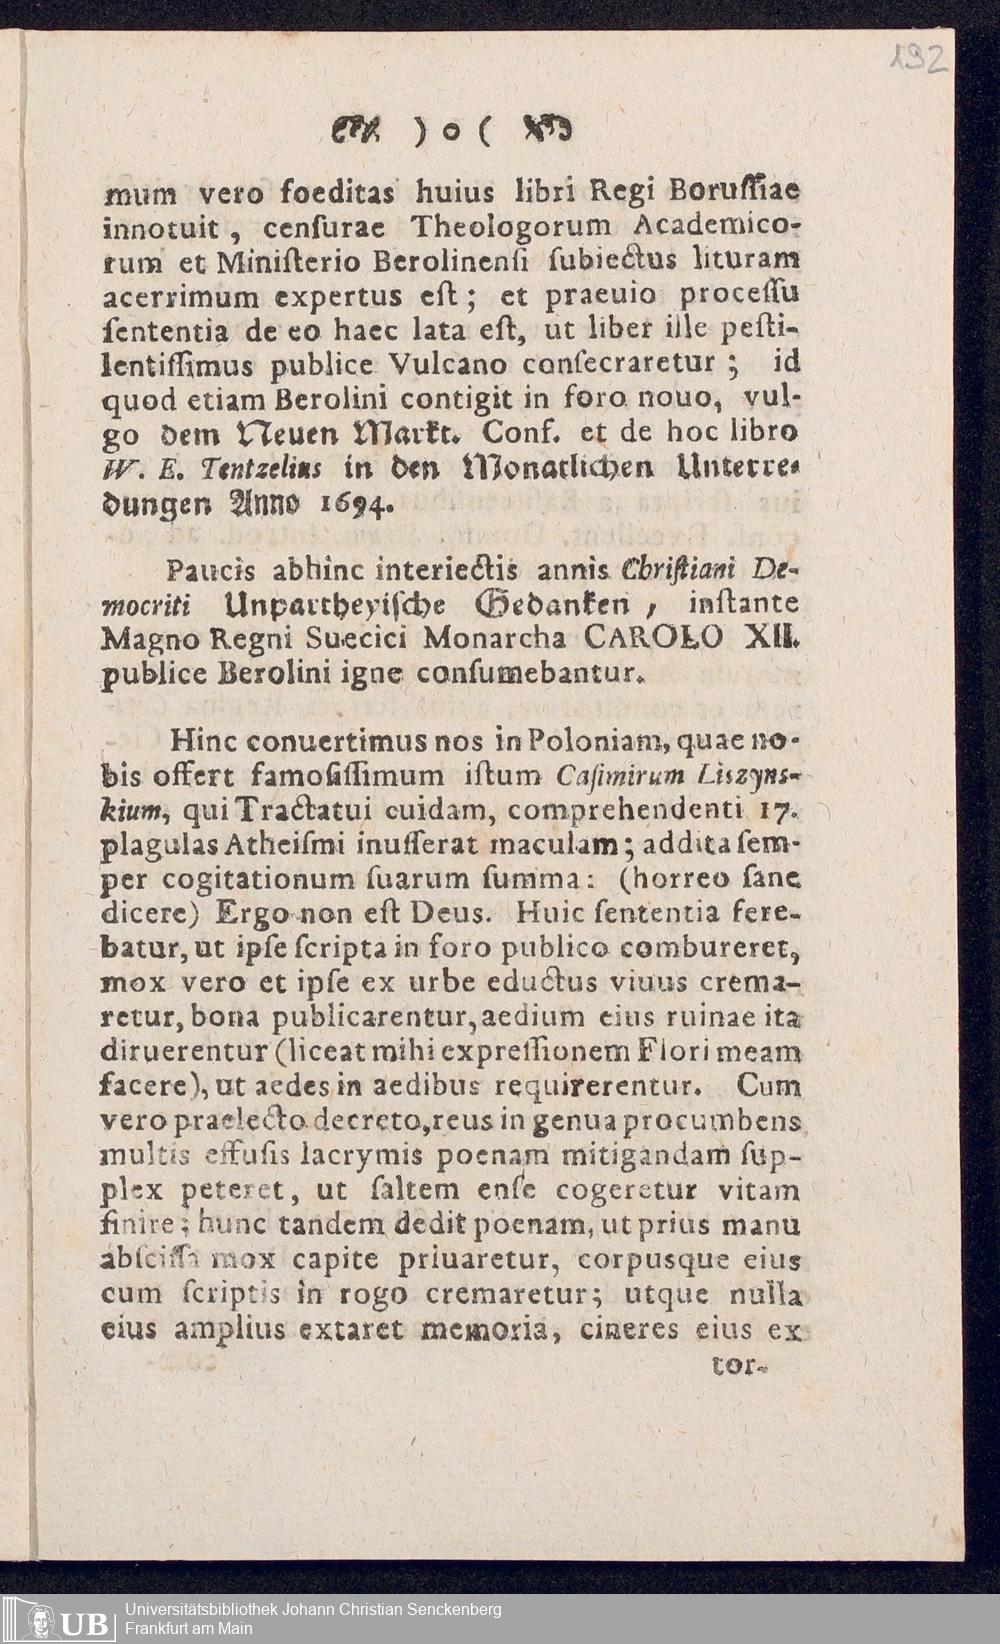 192
) o (
mum vero foeditas huius libri Regi Boruſſiae
innotuit, cenſurae Theologorum Academico-
rum et Miniſterio Berolinenſi ſubiectus lituram
acerrimum expertus eſt; et praeuio proceſſu
ſententia de eo haec lata eſt, ut liber ille peſti-
lentiſſimus publice Vulcano conſecraretur; id
quod etiam Berolini contigit in foro nouo, vul-
go dem Neuen Markt. Conf. et de hoc libro
W. E. Tentzelius in den Monatlichen Unterre-
dungen Anno 1694.
Paucis abhinc interiectis annis Chriſtiani De-
mocriti Unpartheyiſche Gedanken, inſtante
Magno Regni Suecici Monarcha CAROLO XII.
publice Berolini igne conſumebantur.
Hinc conuertimus nos in Poloniam, quae no-
bis offert famoſiſſimum iſtum Caſimirum Liszyns-
kium, qui Tractatui cuidam, comprehendenti 17.
plagulas Atheiſmi inuſſerat maculam; addita ſem-
per cogitationum ſuarum ſumma: (horreo ſane
dicere) Ergo non eſt Deus. Huic ſententia fere-
batur, ut ipſe ſcripta in foro publico combureret,
mox vero et ipſe ex urbe eductus viuus crema-
retur, bona publicarentur, aedium eius ruinae ita
diruerentur (liceat mihi expreſſionem Flori meam
facere), ut aedes in aedibus requirerentur. Cum
vero praelecto decreto, reus in genua procumbens
multis effuſis lacrymis poenam mitigandam ſup-
plex peteret, ut ſaltem enſe cogeretur vitam
finire; hunc tandem dedit poenam, ut prius manu
abſciſſa mox capite priuaretur, corpusque eius
cum ſcriptis in rogo cremaretur; utque nulla
eius amplius extaret memoria, cineres eius ex
tor-
UB
Universitätsbibliothek Johann Christian Senckenberg
Frankfurt am Main